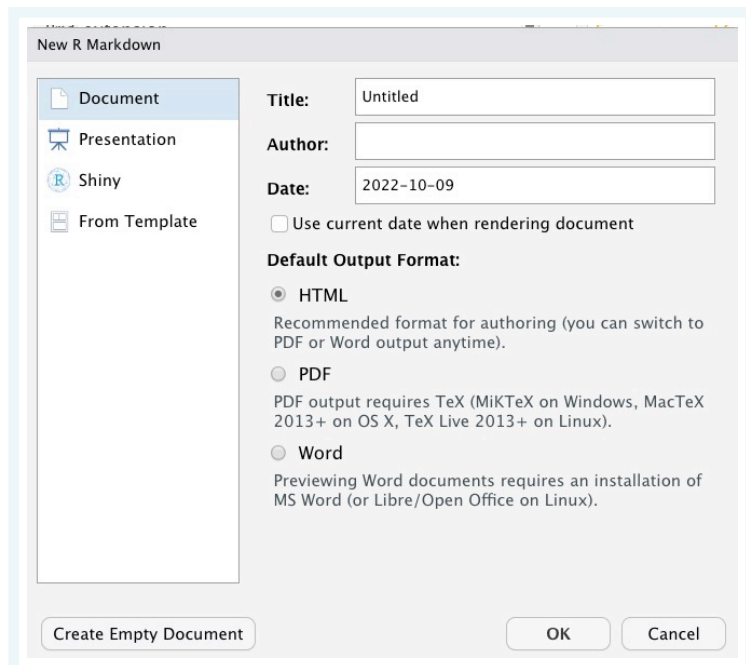 New R Markdown
Document
Presentation
Shiny
From Template
Title:
Untitled
Author:
Date:
2022-10-09
Use current date when rendering document
Default Output Format:
HTML
Recommended format for authoring (you can switch to
PDF or Word output anytime).
PDF
PDF output requires TeX (MiKTeX on Windows, MacTeX
2013+ on OS X, TeX Live 2013+ on Linux).
Word
Previewing Word documents requires an installation of
MS Word (or Libre/Open Office on Linux).
Create Empty Document
OK
Cancel